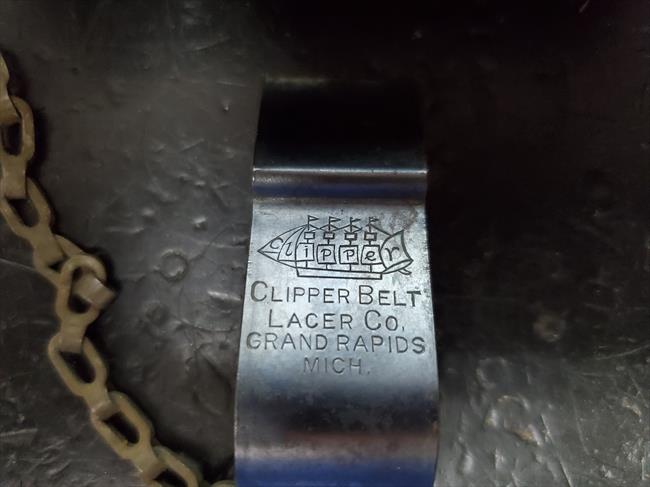 Clipper
CLIPPER BELT
LACER CO.
GRAND RAPIDS
MICH.